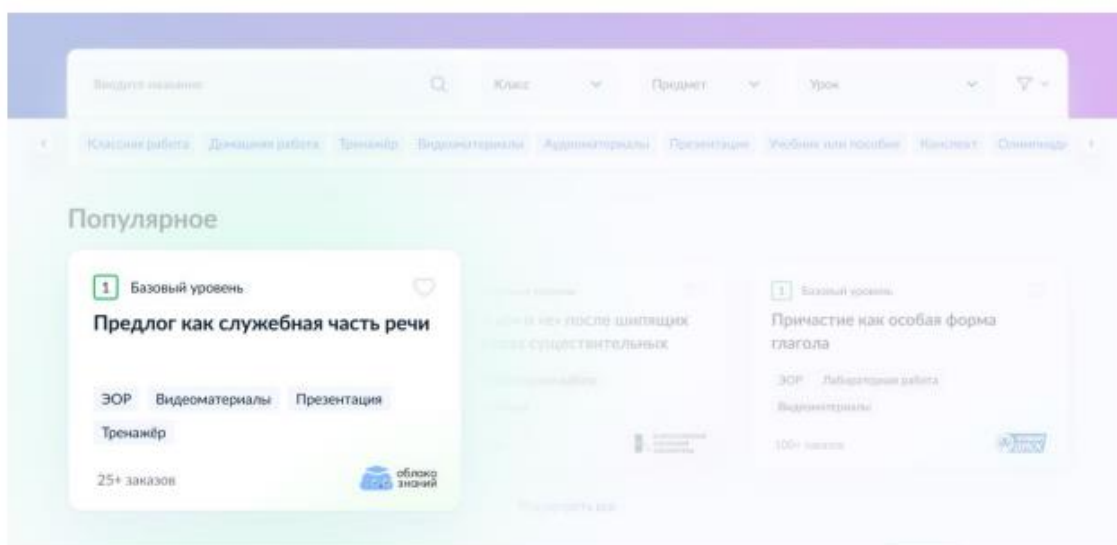 Введите название Класс Предмет Урок
Классная работа Домашняя работа Тренажёр Видеоматериалы Аудиоматериалы Презентация Учебник или пособие Конспект
Популярное
1 Базовый уровень
Предлог как служебная часть речи
ЭОР Видеоматериалы Презентация
Тренажёр
25+ заказов
облако
знаний
после шипящих
существительных
1 Базовый уровень
Причастие как особая форма
глагола
ЭОР Лабораторная работа
Видеоматериалы
100+ заказов